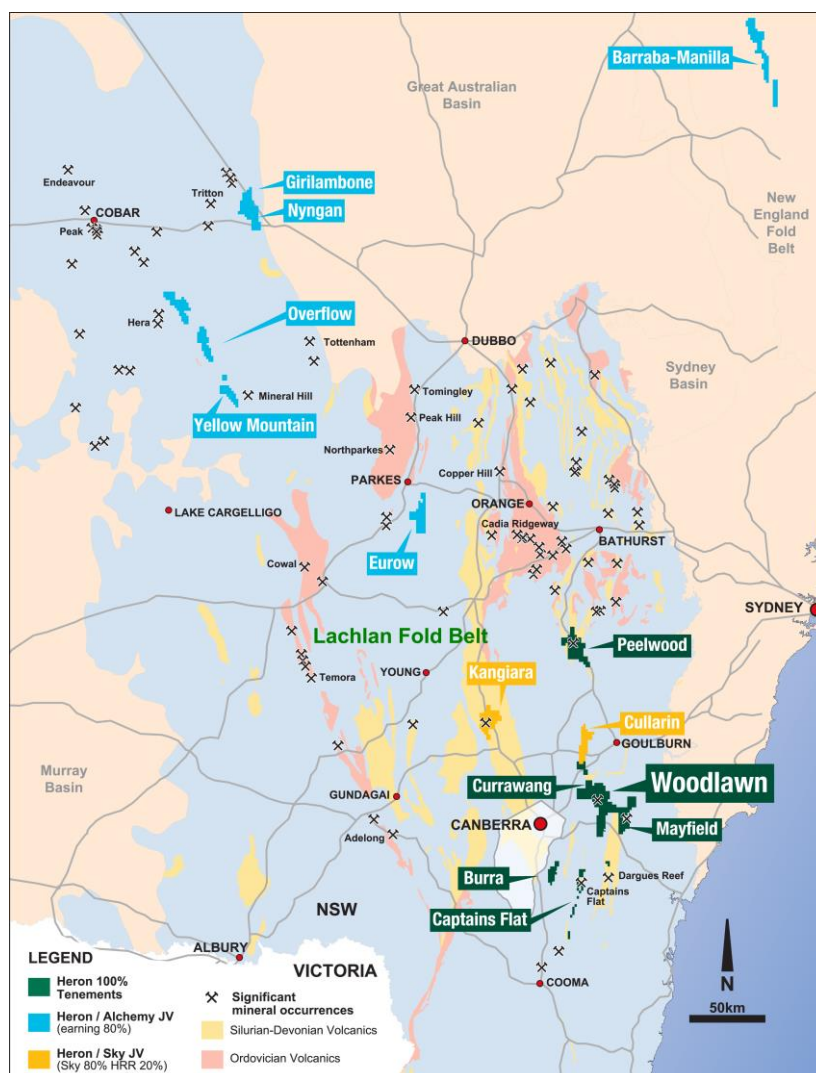 Barraba-Manilla
Great Australian
Basin
Endeavour
Tritton
Girilambone
Nyngan
COBAR
Peak
New
England
Fold
Belt
Hera
Overflow
Tottenham
DUBBO
Sydney
Basin
Mineral Hill
Yellow Mountain
Tomingley
Peak Hill
Northparkes
Copper Hill
PARKES
LAKE CARGELLIGO
ORANGE
Cadia Ridgeway
BATHURST
Eurow
Cowal
SYDNEY
Lachlan Fold Belt
Peelwood
Temora
YOUNG
Kangiara
Cullarin
GOULBURN
Murray
Basin
Currawang
Woodlawn
GUNDAGAI
CANBERRA
Mayfield
Adelong
Burra
Dargues Reef
Captains
Flat
Captains Flat
NSW
ALBURY
VICTORIA
COOMA
N
50km
LEGEND
Heron 100%
Tenements
Heron / Alchemy JV
(earning 80%)
Heron / Sky JV
(Sky 80% HRR 20%)
Significant
mineral occurrences
Silurian-Devonian Volcanics
Ordovician Volcanics